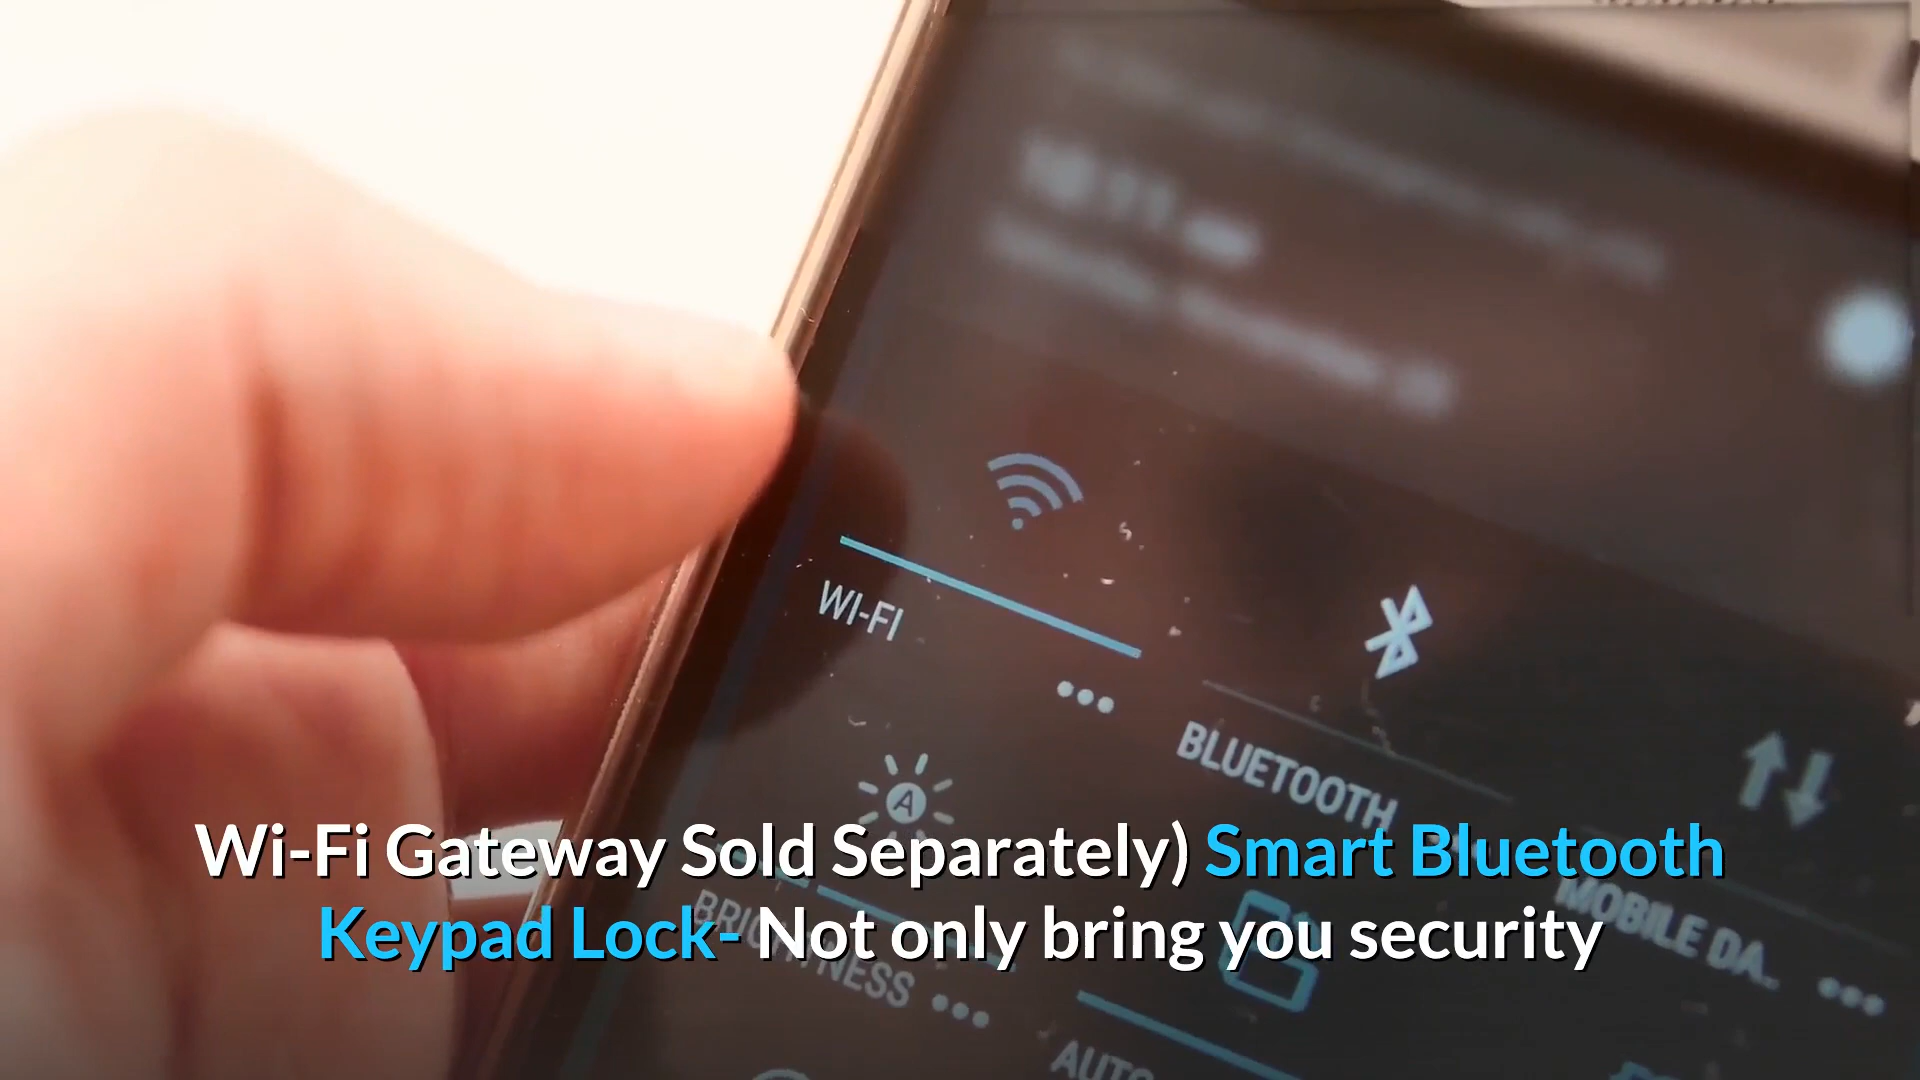 WI-FI
BLUETOOTH
Wi-Fi Gateway Sold Separately) Smart Bluetooth
Keypad Lock- Not only bring you security
BRIGHTNESS
MOBILE DA..
AUTO